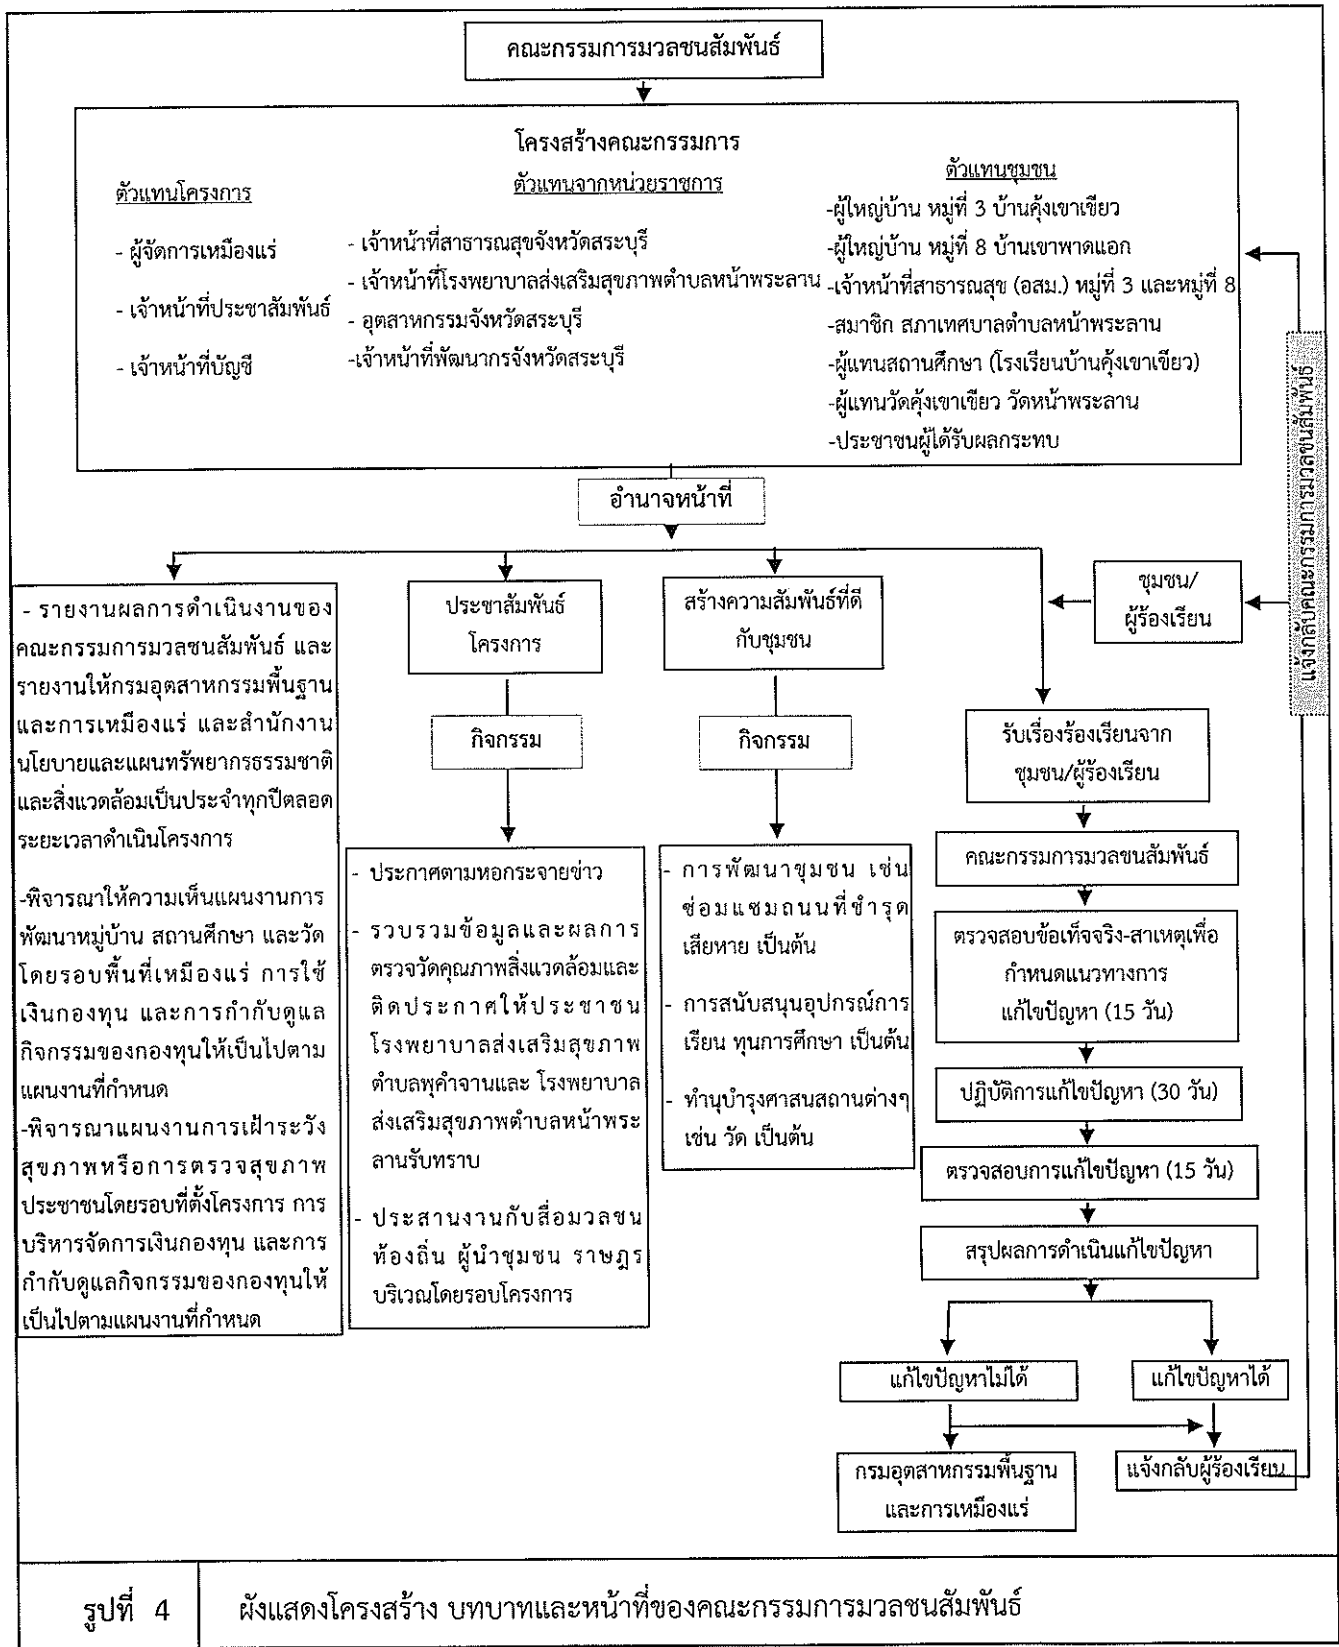 คณะกรรมการมวลชนสัมพันธ์
โครงสร้างคณะกรรมการ
ตัวแทนโครงการ
- ผู้จัดการเหมืองแร่
- เจ้าหน้าที่ประชาสัมพันธ์
- เจ้าหน้าที่บัญชี
ตัวแทนจากหน่วยราชการ
- เจ้าหน้าที่สาธารณสุขจังหวัดสระบุรี
- เจ้าหน้าที่โรงพยาบาลส่งเสริมสุขภาพตำบลหน้าพระลาน
- อุตสาหกรรมจังหวัดสระบุรี
-เจ้าหน้าที่พัฒนากรจังหวัดสระบุรี
ตัวแทนชุมชน
-ผู้ใหญ่บ้าน หมู่ที่ 3 บ้านคุ้งเขาเขียว
-ผู้ใหญ่บ้าน หมู่ที่ 8 บ้านเขาพาดแอก
-เจ้าหน้าที่สาธารณสุข (อสม.) หมู่ที่ 3 และหมู่ที่ 8
-สมาชิก สภาเทศบาลตำบลหน้าพระลาน
-ผู้แทนสถานศึกษา (โรงเรียนบ้านคุ้งเขาเขียว)
-ผู้แทนวัดคุ้งเขาเขียว วัดหน้าพระลาน
-ประชาชนผู้ได้รับผลกระทบ
แจ้งกลับคณะกรรมการมวลชนสัมพันธ์
อำนาจหน้าที่
- รายงานผลการดำเนินงานของ
คณะกรรมการมวลชนสัมพันธ์ และ
รายงานให้กรมอุตสาหกรรมพื้นฐาน
และการเหมืองแร่ และสำนักงาน
นโยบายและแผนทรัพยากรธรรมชาติ
และสิ่งแวดล้อมเป็นประจำทุกปีตลอด
ระยะเวลาดำเนินโครงการ
-พิจารณาให้ความเห็นแผนงานการ
พัฒนาหมู่บ้าน สถานศึกษา และวัด
โดยรอบพื้นที่เหมืองแร่ การใช้
เงินกองทุน และการกำกับดูแล
กิจกรรมของกองทุนให้เป็นไปตาม
แผนงานที่กำหนด
-พิจารณาแผนงานการเฝ้าระวัง
สุขภาพหรือการตรวจสุขภาพ
ประชาชนโดยรอบที่ตั้งโครงการ การ
บริหารจัดการเงินกองทุน และการ
กำกับดูแลกิจกรรมของกองทุนให้
เป็นไปตามแผนงานที่กำหนด
ประชาสัมพันธ์
โครงการ
กิจกรรม
- ประกาศตามหอกระจายข่าว
- รวบรวมข้อมูลและผลการ
ตรวจวัดคุณภาพสิ่งแวดล้อมและ
ติดประกาศให้ประชาชน
โรงพยาบาลส่งเสริมสุขภาพ
ตำบลพุคำจานและ โรงพยาบาล
ส่งเสริมสุขภาพตำบลหน้าพระ
ลานรับทราบ
- ประสานงานกับสื่อมวลชน
ท้องถิ่น ผู้นำชุมชน ราษฎร
บริเวณโดยรอบโครงการ
สร้างความสัมพันธ์ที่ดี
กับชุมชน
กิจกรรม
- การพัฒนาชุมชน เช่น
ซ่อมแซมถนนที่ชำรุด
เสียหาย เป็นต้น
- การสนับสนุนอุปกรณ์การ
เรียน ทุนการศึกษา เป็นต้น
- ทำนุบำรุงศาสนสถานต่างๆ
เช่น วัด เป็นต้น
ชุมชน/
ผู้ร้องเรียน
รับเรื่องร้องเรียนจาก
ชุมชน/ผู้ร้องเรียน
คณะกรรมการมวลชนสัมพันธ์
ตรวจสอบข้อเท็จจริง-สาเหตุเพื่อ
กำหนดแนวทางการ
แก้ไขปัญหา (15 วัน)
ปฏิบัติการแก้ไขปัญหา (30 วัน)
ตรวจสอบการแก้ไขปัญหา (15 วัน)
สรุปผลการดำเนินแก้ไขปัญหา
แก้ไขปัญหาไม่ได้
แก้ไขปัญหาได้
กรมอุตสาหกรรมพื้นฐาน
และการเหมืองแร่
แจ้งกลับผู้ร้องเรียน
รูปที่ 4
ผังแสดงโครงสร้าง บทบาทและหน้าที่ของคณะกรรมการมวลชนสัมพันธ์